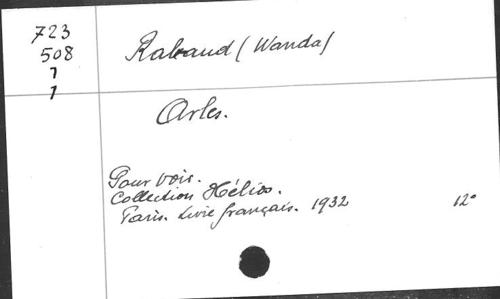 723
508
1
1
Rabaud (Wanda)
Arles.
Pour voir.
Collection Hélios.
Paris. Livre français. 1932 12°